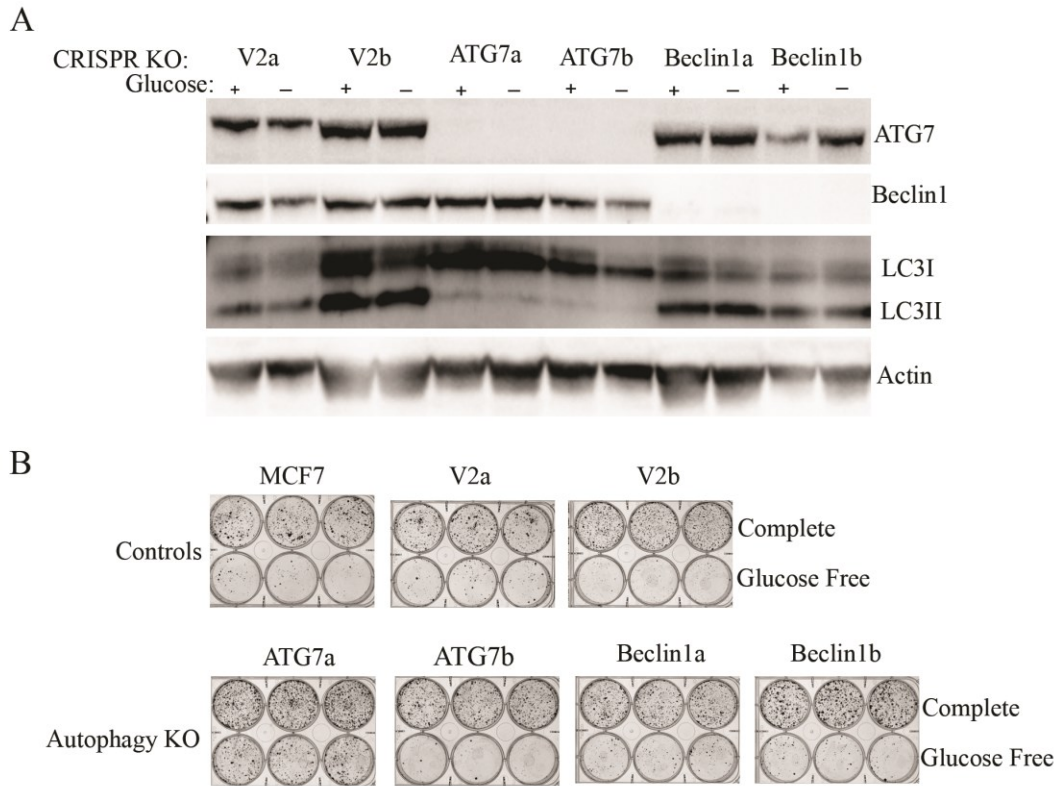 A
CRISPR KO: V2a V2b ATG7a ATG7b Beclin1a Beclin1b
Glucose: + – + – + – + – + – + –
ATG7
Beclin1
LC3I
LC3II
Actin
B
MCF7 V2a V2b
Controls
Complete
Glucose Free
ATG7a ATG7b Beclin1a Beclin1b
Autophagy KO
Complete
Glucose Free